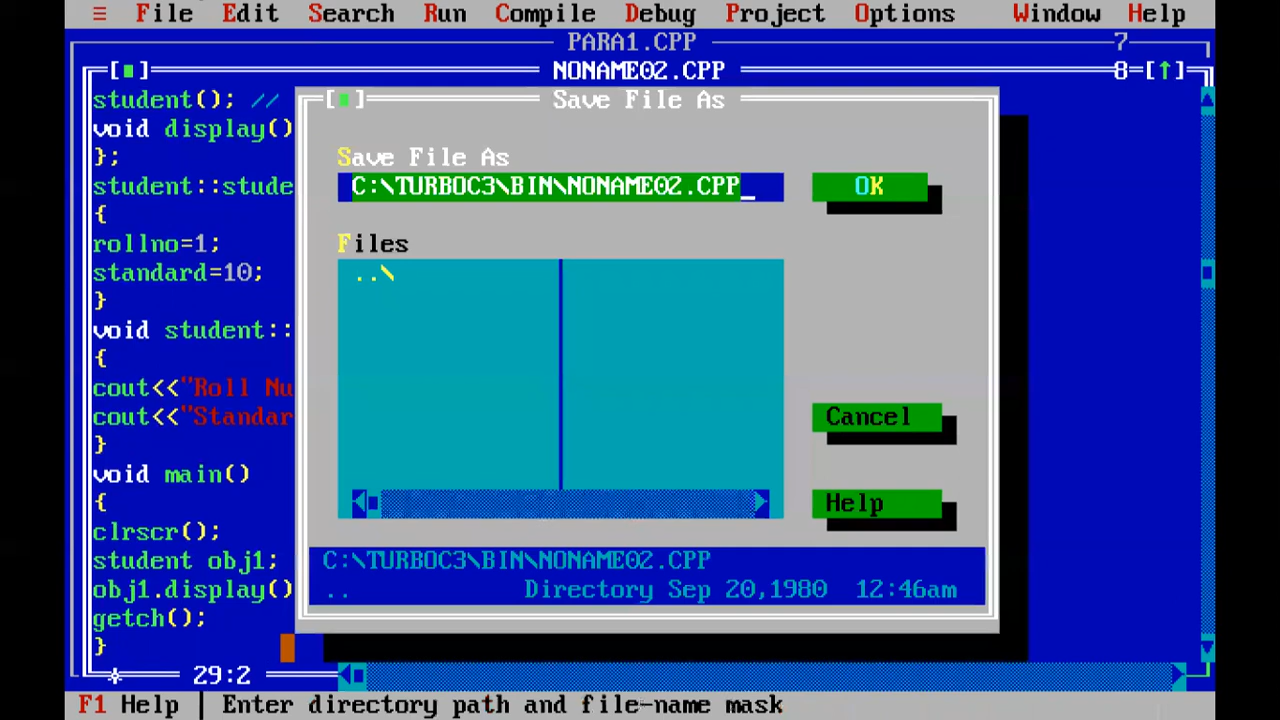 ≡ File Edit Search Run Compile Debug Project Options Window Help
PARA1.CPP 7
[■] NONAME02.CPP 8=[↑]
student(); //
void display()
};
student::stude
{
rollno=1;
standard=10;
}
void student::
{
cout<<"Roll Nu
cout<<"Standar
}
void main()
{
clrscr();
student obj1;
obj1.display()
getch();
}
29:2
[■] Save File As
Save File As
C:\TURBOC3\BIN\NONAME02.CPP
OK
Files
..\
Cancel
Help
C:\TURBOC3\BIN\NONAME02.CPP
.. Directory Sep 20,1980 12:46am
F1 Help │ Enter directory path and file-name mask